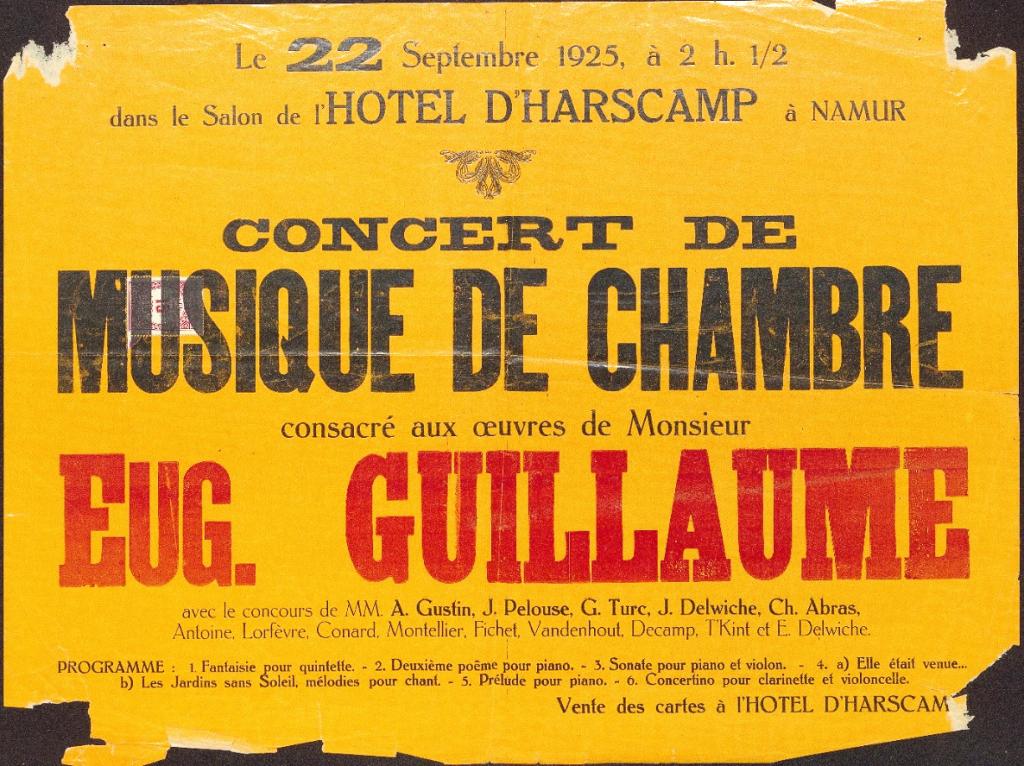 Le 22 Septembre 1925, à 2 h. 1/2
dans le Salon de l'HOTEL D'HARSCAMP à NAMUR
CONCERT DE
MUSIQUE DE CHAMBRE
consacré aux œuvres de Monsieur
EUG. GUILLAUME
avec le concours de MM. A. Gustin, J. Pelouse, G. Turc, J. Delwiche, Ch. Abras,
Antoine, Lorfèvre, Conard, Montellier, Fichet, Vandenhout, Decamp, T'Kint et E. Delwiche.
PROGRAMME : 1. Fantaisie pour quintette. - 2. Deuxième poême pour piano. - 3. Sonate pour piano et violon. - 4. a) Elle était venue...
b) Les Jardins sans Soleil, mélodies pour chant. - 5. Prélude pour piano. - 6. Concertino pour clarinette et violoncelle.
Vente des cartes à l'HOTEL D'HARSCAM